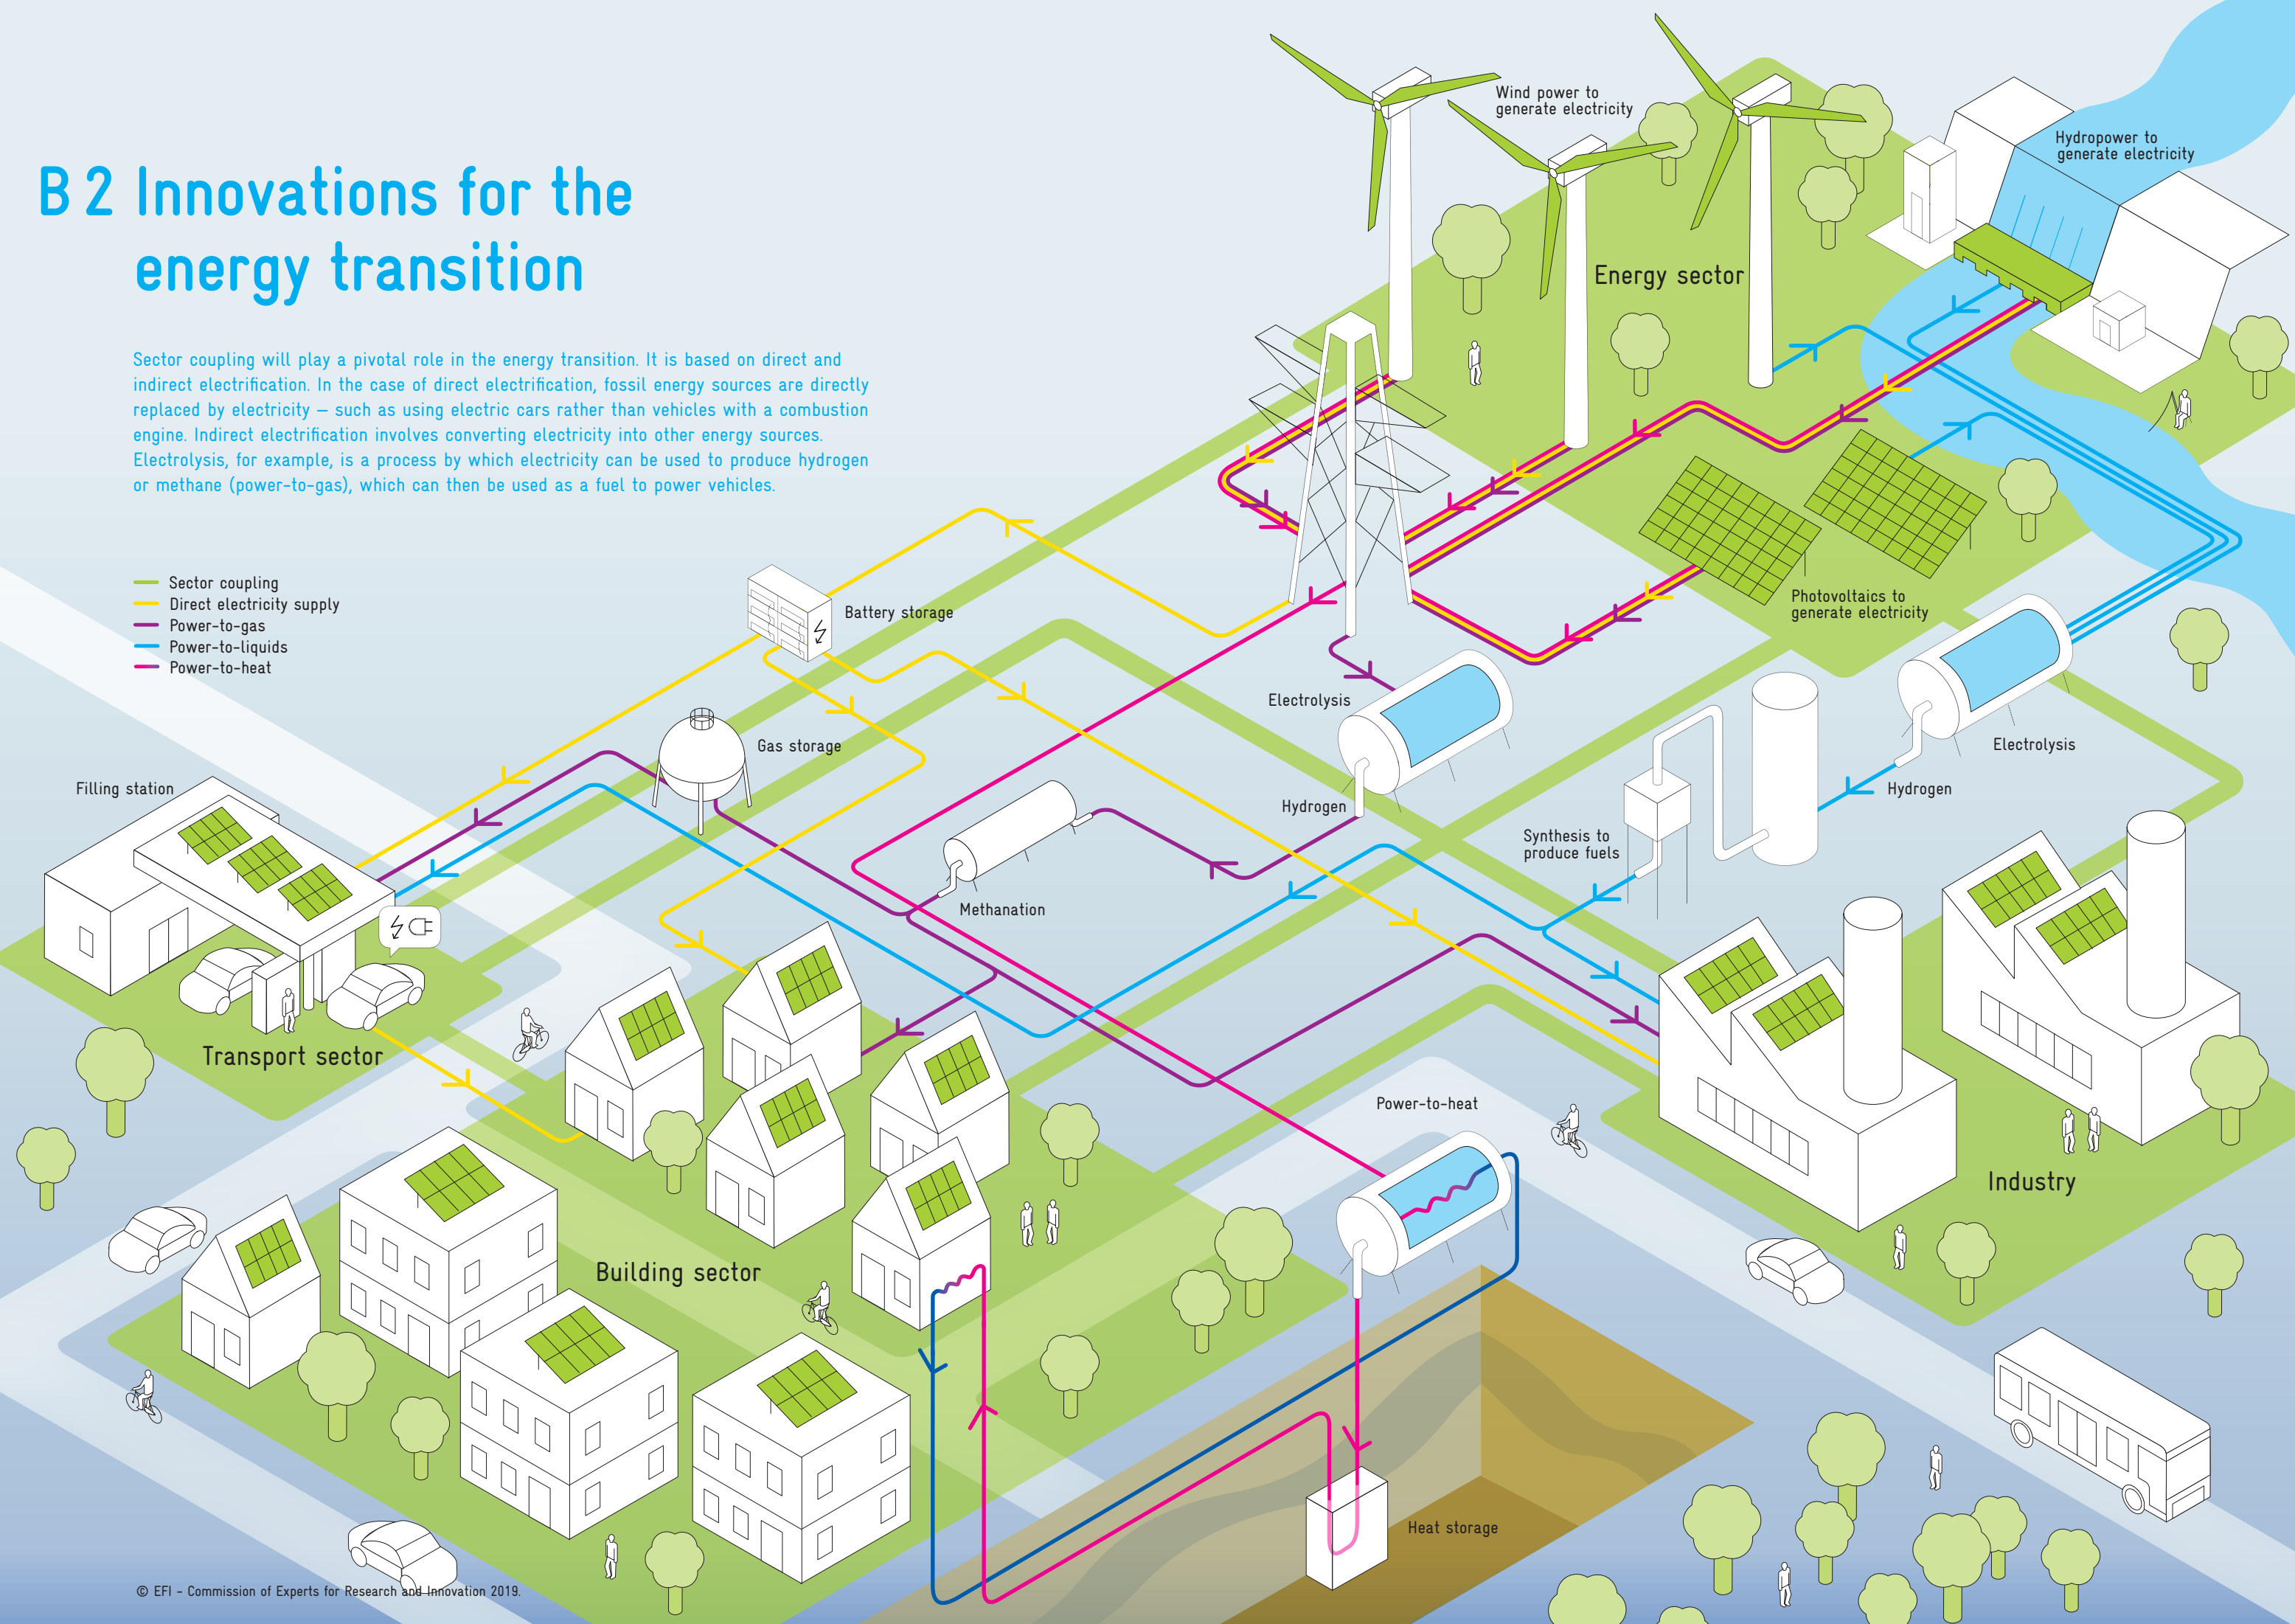 B 2 Innovations for the
energy transition
Sector coupling will play a pivotal role in the energy transition. It is based on direct and
indirect electrification. In the case of direct electrification, fossil energy sources are directly
replaced by electricity – such as using electric cars rather than vehicles with a combustion
engine. Indirect electrification involves converting electricity into other energy sources.
Electrolysis, for example, is a process by which electricity can be used to produce hydrogen
or methane (power-to-gas), which can then be used as a fuel to power vehicles.
Sector coupling
Direct electricity supply
Power-to-gas
Power-to-liquids
Power-to-heat
Wind power to
generate electricity
Hydropower to
generate electricity
Energy sector
Photovoltaics to
generate electricity
Battery storage
Electrolysis
Gas storage
Electrolysis
Filling station
Hydrogen
Hydrogen
Synthesis to
produce fuels
Methanation
Transport sector
Power-to-heat
Industry
Building sector
Heat storage
© EFI – Commission of Experts for Research and Innovation 2019.